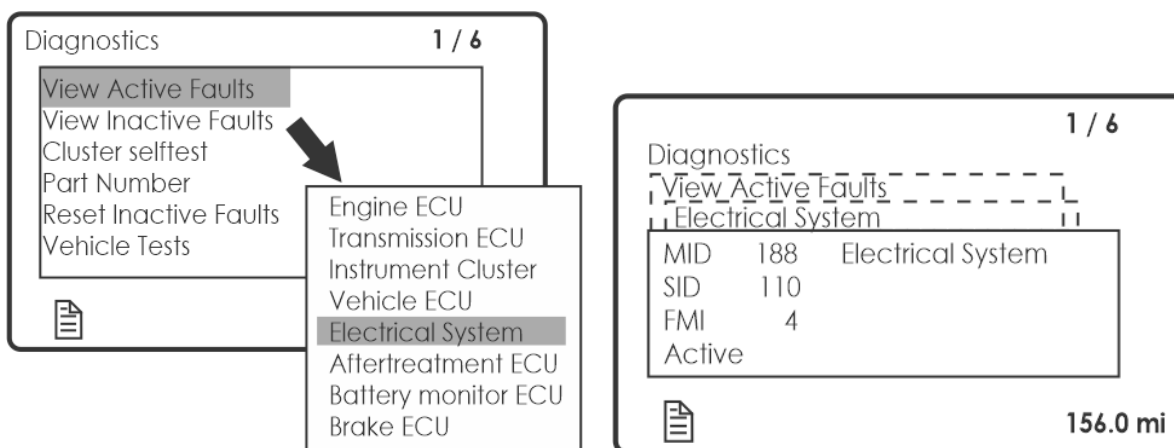 Diagnostics 1 / 6
View Active Faults
View Inactive Faults
Cluster selftest
Part Number
Reset Inactive Faults
Vehicle Tests
Engine ECU
Transmission ECU
Instrument Cluster
Vehicle ECU
Electrical System
Aftertreatment ECU
Battery monitor ECU
Brake ECU
1 / 6
Diagnostics
View Active Faults
Electrical System
MID 188 Electrical System
SID 110
FMI 4
Active
156.0 mi